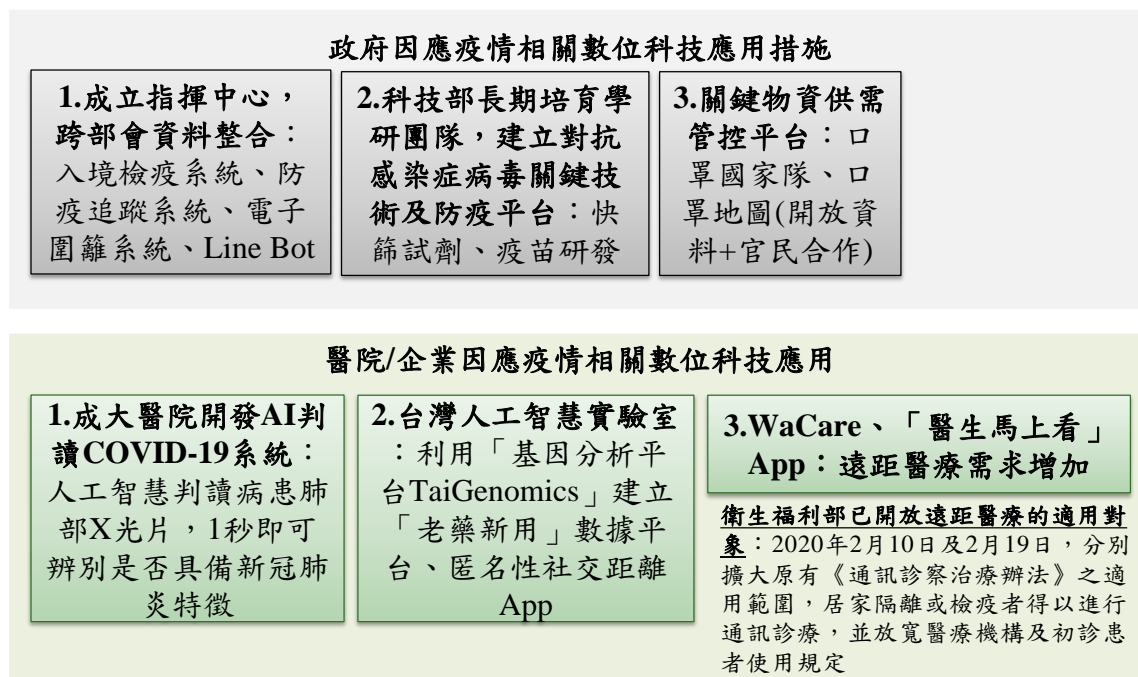 政府因應疫情相關數位科技應用措施
1.成立指揮中心，
跨部會資料整合：
入境檢疫系統、防
疫追蹤系統、電子
圍籬系統、Line Bot
2.科技部長期培育學
研團隊，建立對抗
感染症病毒關鍵技
術及防疫平台：快
篩試劑、疫苗研發
3.關鍵物資供需
管控平台：口
罩國家隊、口
罩地圖(開放資
料+官民合作)
醫院/企業因應疫情相關數位科技應用
1.成大醫院開發AI判
讀COVID-19系統：
人工智慧判讀病患肺
部X光片，1秒即可
辨別是否具備新冠肺
炎特徵
2.台灣人工智慧實驗室
：利用「基因分析平
台TaiGenomics」建立
「老藥新用」數據平
台、匿名性社交距離
App
3.WaCare、「醫生馬上看」
App：遠距醫療需求增加
衛生福利部已開放遠距醫療的適用對
象：2020年2月10日及2月19日，分別
擴大原有《通訊診察治療辦法》之適
用範圍，居家隔離或檢疫者得以進行
通訊診療，並放寬醫療機構及初診患
者使用規定